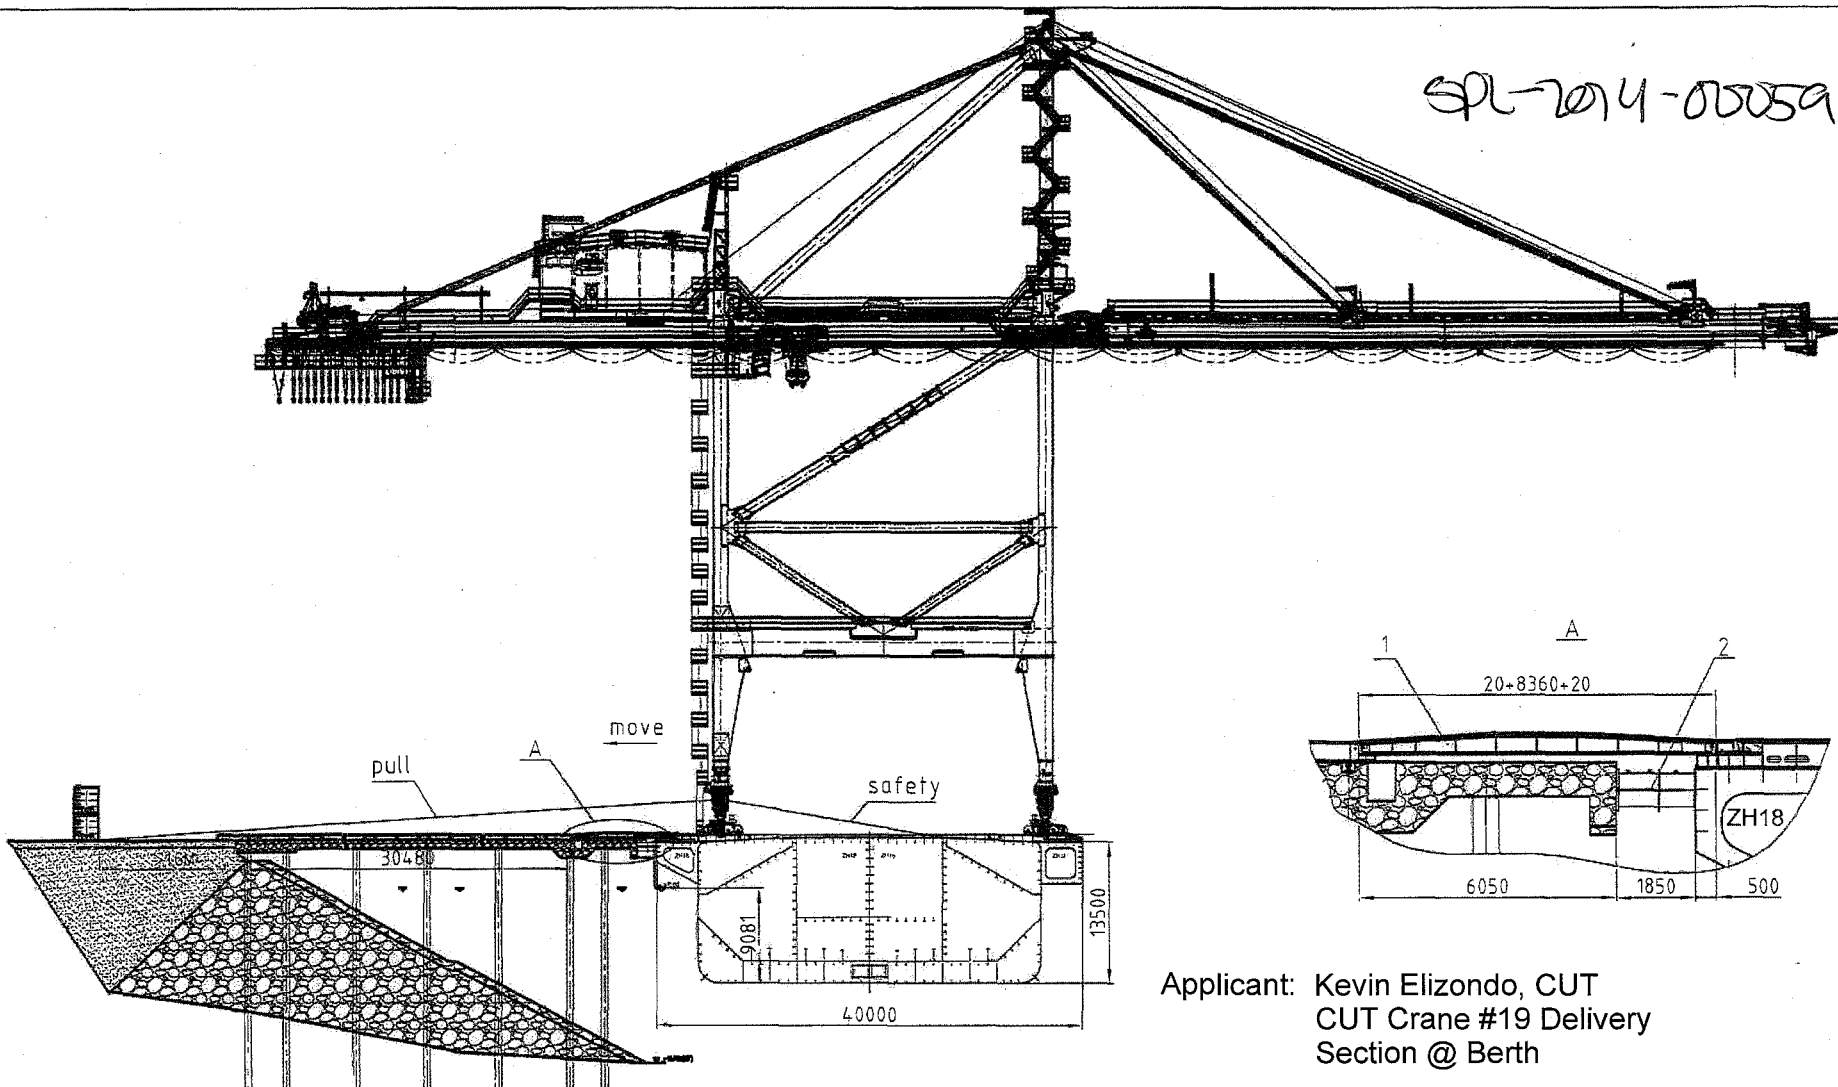 SPL-2014-00059
A
1
2
20+8360+20
move
A
pull
safety
ZH18
30480
6050
1850
500
9081
13500
40000
Applicant: Kevin Elizondo, CUT
CUT Crane #19 Delivery
Section @ Berth